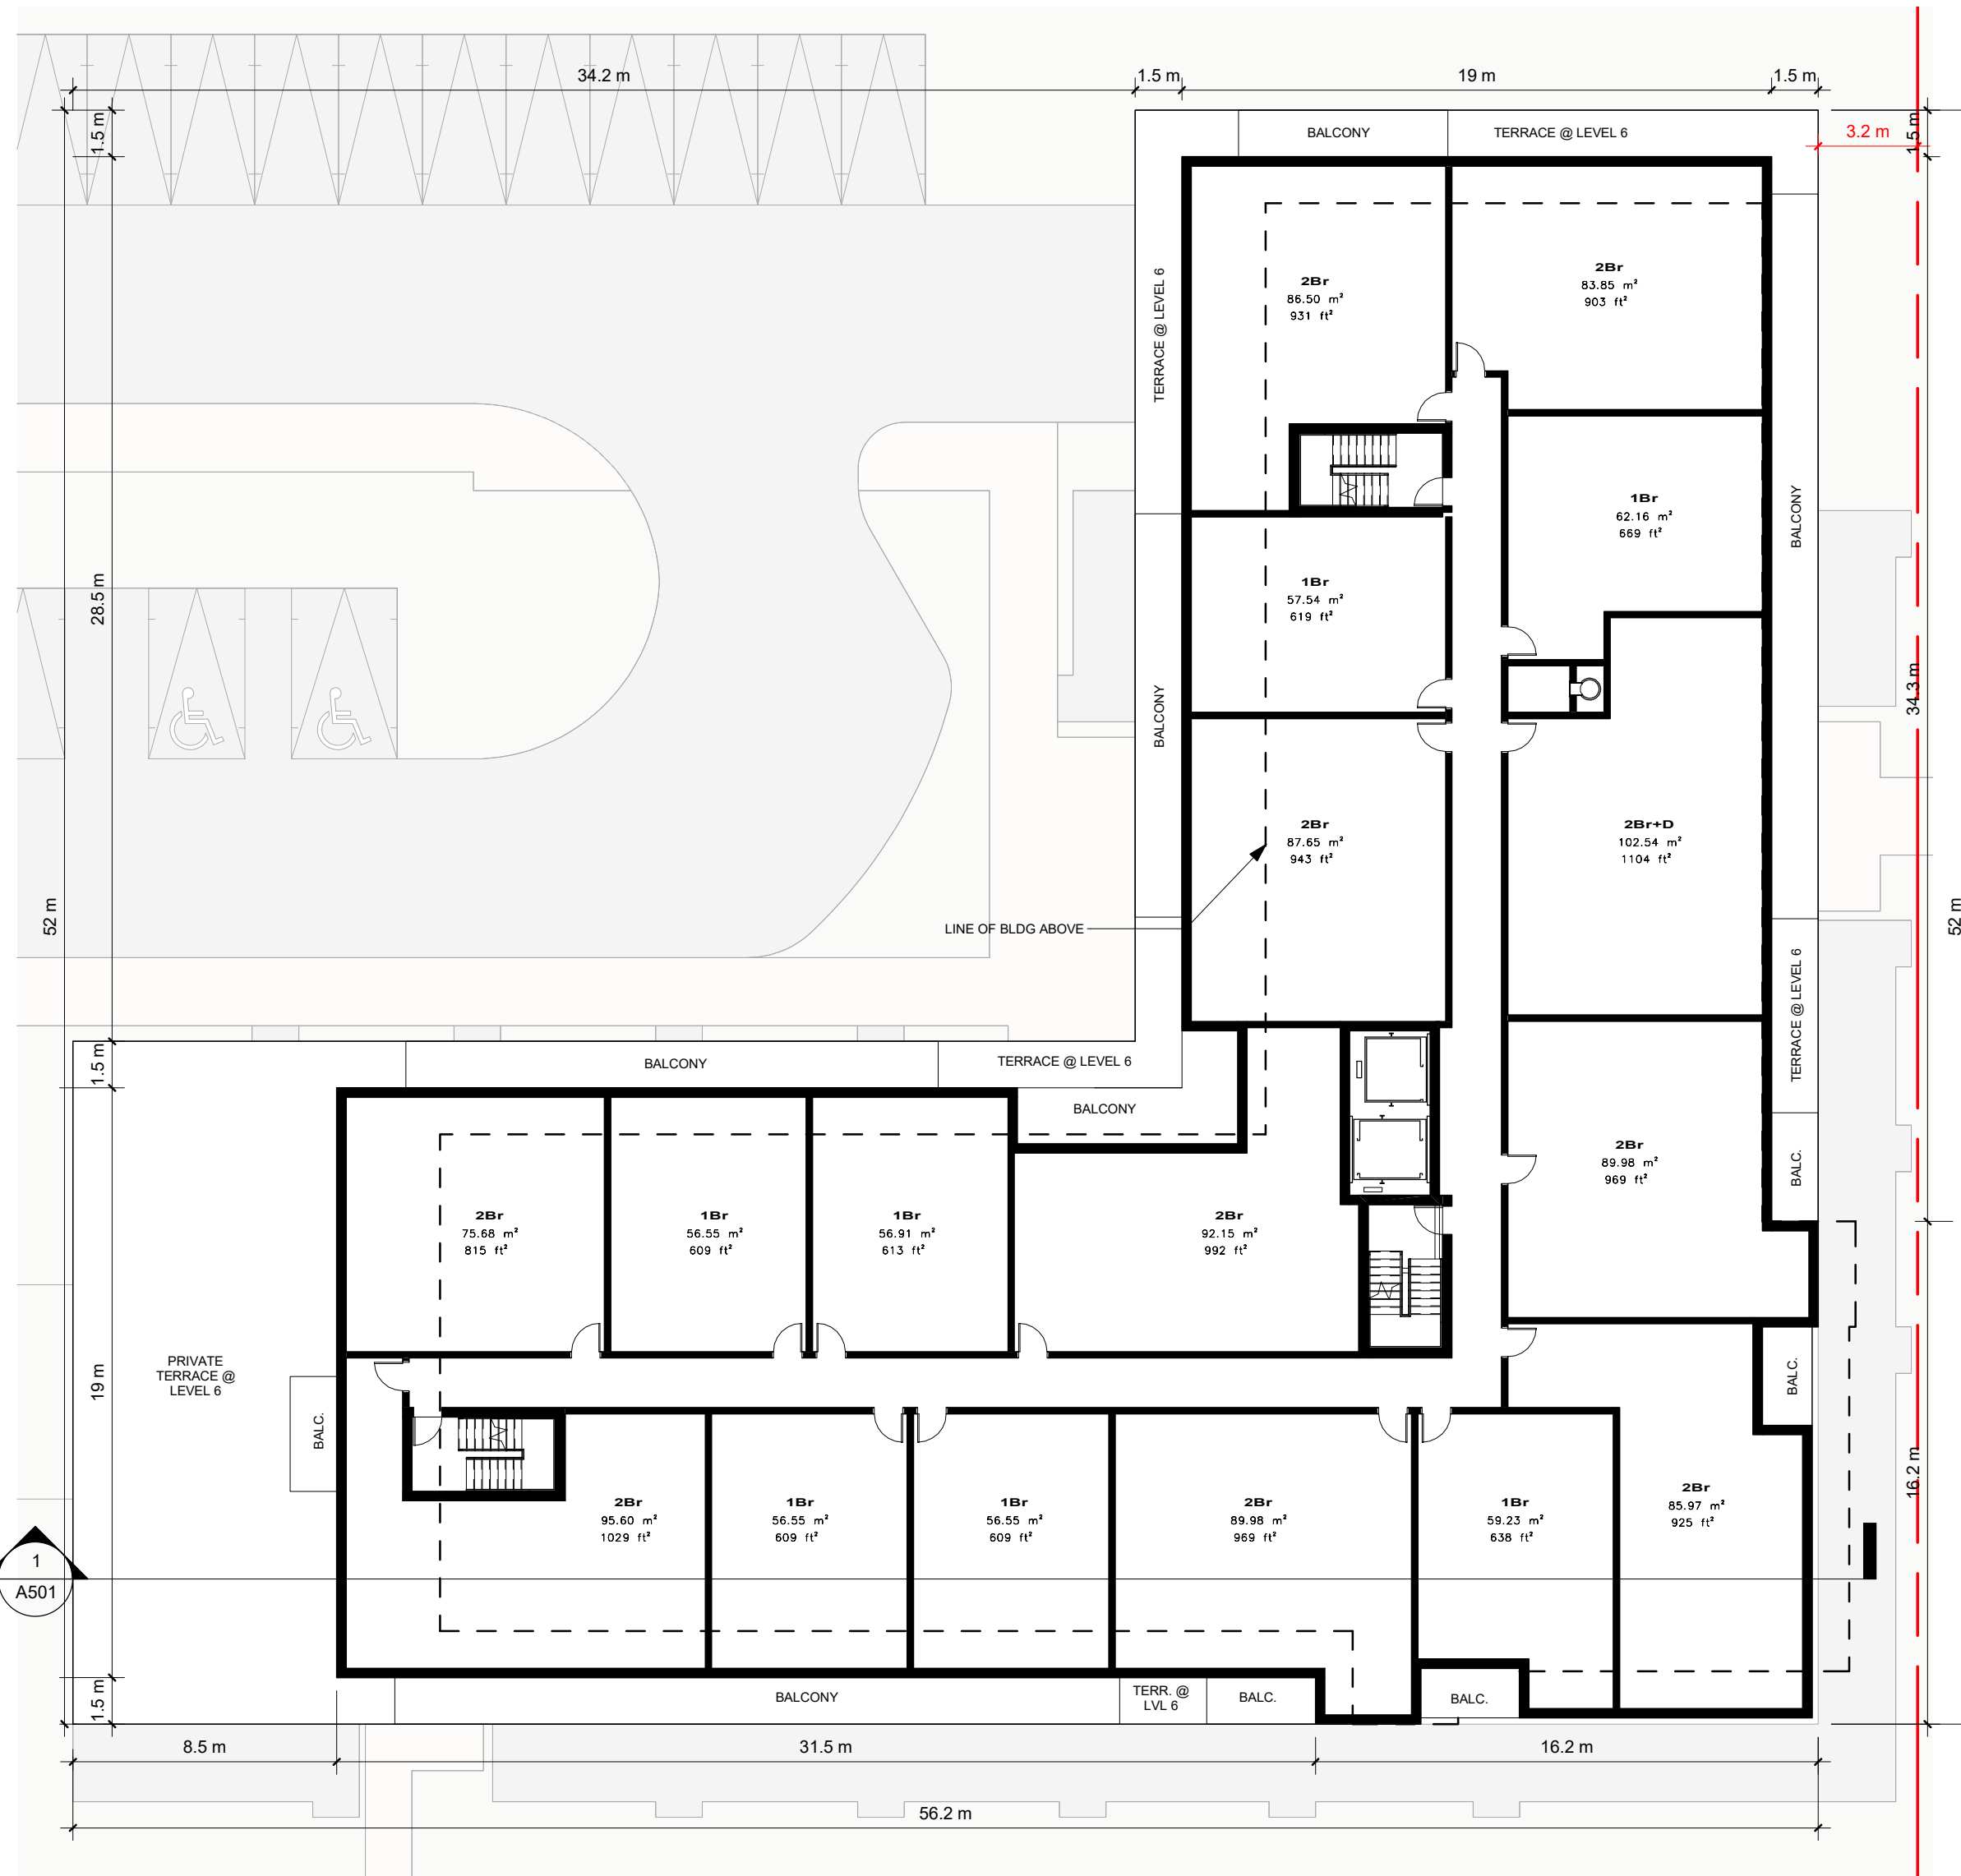 34.2 m
1.5 m
19 m
1.5 m
1.5 m
BALCONY
TERRACE @ LEVEL 6
3.2 m
1.5 m
TERRACE @ LEVEL 6
2Br
86.50 m²
931 ft²
2Br
83.85 m²
903 ft²
1Br
62.16 m²
669 ft²
BALCONY
28.5 m
1Br
57.54 m²
619 ft²
BALCONY
34.3 m
2Br
87.65 m²
943 ft²
2Br+D
102.54 m²
1104 ft²
52 m
LINE OF BLDG ABOVE
52 m
TERRACE @ LEVEL 6
1.5 m
BALCONY
TERRACE @ LEVEL 6
BALCONY
2Br
89.98 m²
969 ft²
BALC.
2Br
75.68 m²
815 ft²
1Br
56.55 m²
609 ft²
1Br
56.91 m²
613 ft²
2Br
92.15 m²
992 ft²
PRIVATE
TERRACE @
LEVEL 6
19 m
BALC.
BALC.
16.2 m
2Br
95.60 m²
1029 ft²
1Br
56.55 m²
609 ft²
1Br
56.55 m²
609 ft²
2Br
89.98 m²
969 ft²
1Br
59.23 m²
638 ft²
2Br
85.97 m²
925 ft²
1
A501
1.5 m
BALCONY
TERR. @
LVL 6
BALC.
BALC.
8.5 m
31.5 m
16.2 m
56.2 m